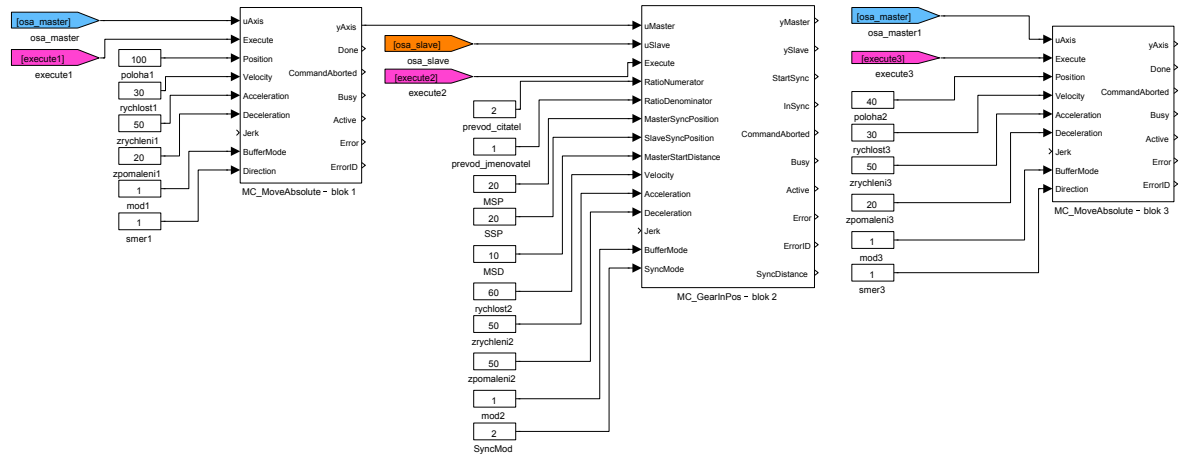 [osa_master]
osa_master
[execute1]
execute1
100
poloha1
30
rychlost1
50
zrychleni1
20
zpomaleni1
1
mod1
1
smer1
uAxis
Execute
Position
Velocity
Acceleration
Deceleration
Jerk
BufferMode
Direction
yAxis
Done
CommandAborted
Busy
Active
Error
ErrorID
MC_MoveAbsolute - blok 1
[osa_slave]
osa_slave
[execute2]
execute2
2
prevod_citatel
1
prevod_jmenovatel
20
MSP
20
SSP
10
MSD
60
rychlost2
50
zrychleni2
50
zpomaleni2
1
mod2
2
SyncMod
uMaster
uSlave
Execute
RatioNumerator
RatioDenominator
MasterSyncPosition
SlaveSyncPosition
MasterStartDistance
Velocity
Acceleration
Deceleration
Jerk
BufferMode
SyncMode
yMaster
ySlave
StartSync
InSync
CommandAborted
Busy
Active
Error
ErrorID
SyncDistance
MC_GearInPos - blok 2
[osa_master]
osa_master1
[execute3]
execute3
40
poloha2
30
rychlost3
50
zrychleni3
20
zpomaleni3
1
mod3
1
smer3
uAxis
Execute
Position
Velocity
Acceleration
Deceleration
Jerk
BufferMode
Direction
yAxis
Done
CommandAborted
Busy
Active
Error
ErrorID
MC_MoveAbsolute - blok 3